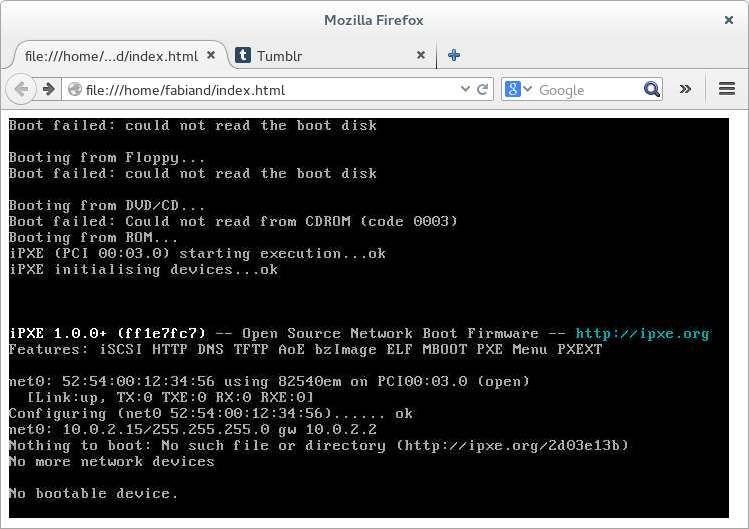 Mozilla Firefox
file:///home/...d/index.html
Tumblr
file:///home/fabiand/index.html
Google
Boot failed: could not read the boot disk
Booting from Floppy...
Boot failed: could not read the boot disk
Booting from DVD/CD...
Boot failed: Could not read from CDROM (code 0003)
Booting from ROM...
iPXE (PCI 00:03.0) starting execution...ok
iPXE initialising devices...ok
iPXE 1.0.0+ (ff1e7fc7) -- Open Source Network Boot Firmware -- http://ipxe.org
Features: iSCSI HTTP DNS TFTP AoE bzImage ELF MBOOT PXE Menu PXEXT
net0: 52:54:00:12:34:56 using 82540em on PCI00:03.0 (open)
[Link:up, TX:0 TXE:0 RX:0 RXE:0]
Configuring (net0 52:54:00:12:34:56)...... ok
net0: 10.0.2.15/255.255.255.0 gw 10.0.2.2
Nothing to boot: No such file or directory (http://ipxe.org/2d03e13b)
No more network devices
No bootable device.